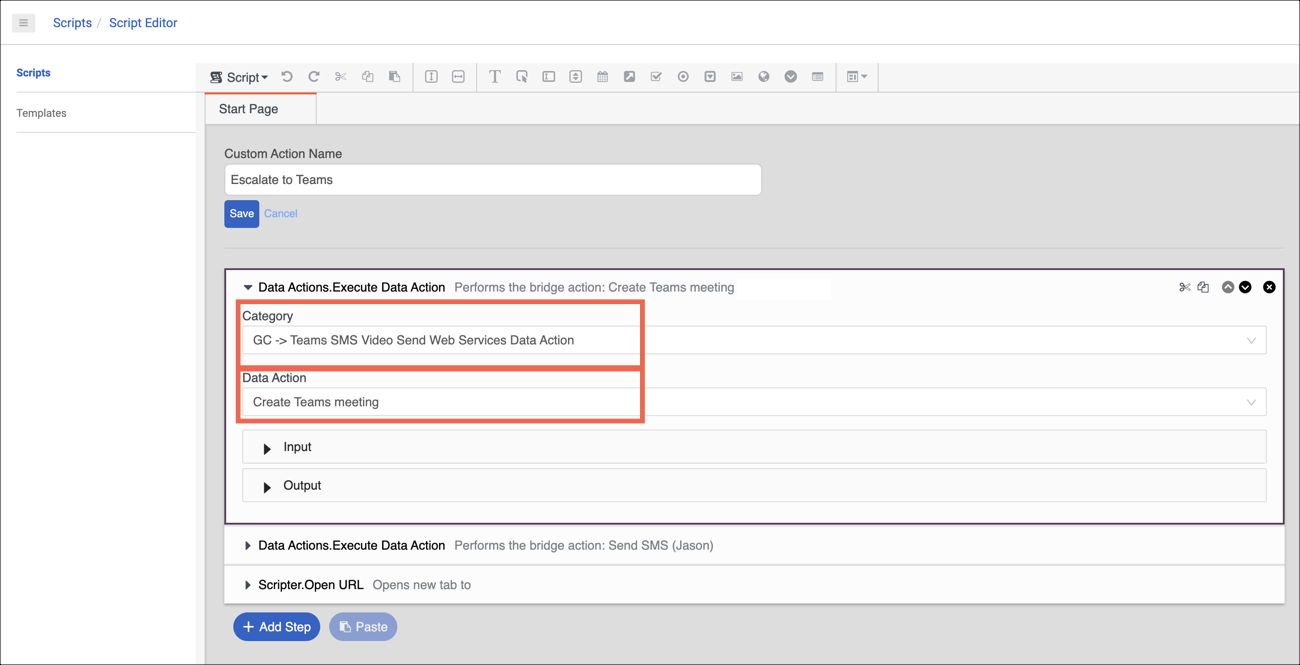 Scripts / Script Editor
Scripts
Templates
Script
Start Page
Custom Action Name
Escalate to Teams
Save Cancel
Data Actions.Execute Data Action Performs the bridge action: Create Teams meeting
Category
GC -> Teams SMS Video Send Web Services Data Action
Data Action
Create Teams meeting
Input
Output
Data Actions.Execute Data Action Performs the bridge action: Send SMS (Jason)
Scripter.Open URL Opens new tab to
+ Add Step Paste